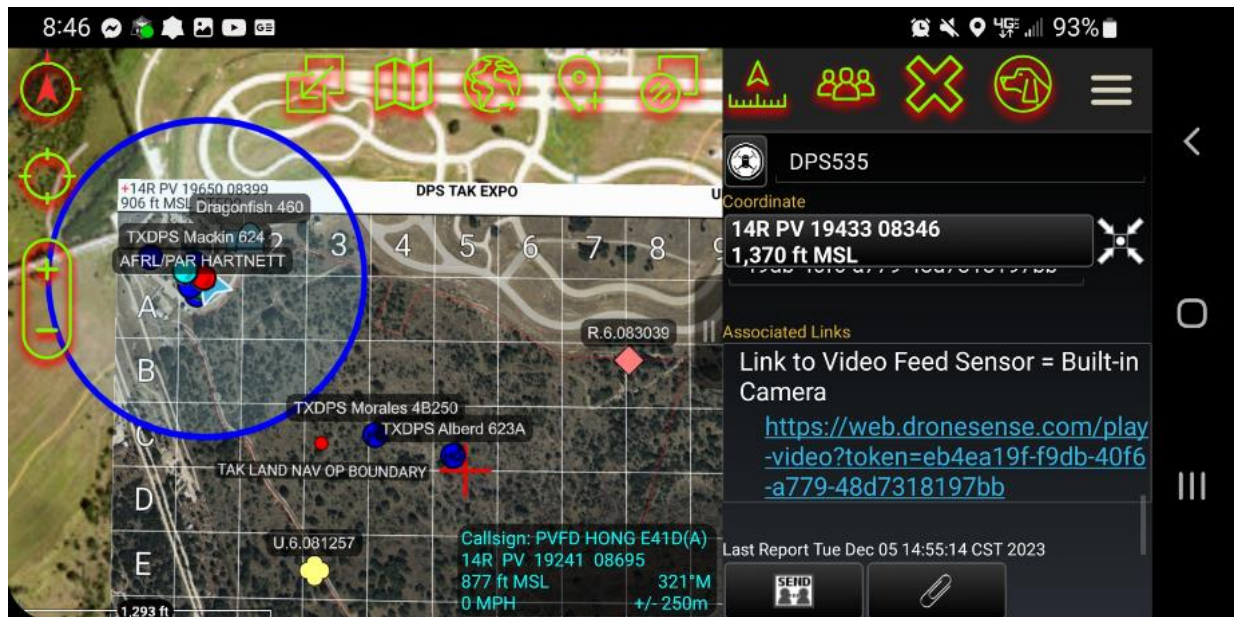 8:46
4GE 93%
+14R PV 19650 08399
906 ft MSL
DPS TAK EXPO
U
Dragonfish 460
TXDPS Mackin 624
2 3 4 5 6 7 8 9
AFRL/PAR HARTNETT
A
R.6.083039
B
TXDPS Morales 4B250
C
TXDPS Alberd 623A
TAK LAND NAV OP BOUNDARY
D
U.6.081257
E
Callsign: PVFD HONG E41D(A)
14R PV 19241 08695
877 ft MSL 321°M
0 MPH +/- 250m
1,293 ft
DPS535
Coordinate
14R PV 19433 08346
1,370 ft MSL
Associated Links
Link to Video Feed Sensor = Built-in
Camera
https://web.dronesense.com/play
-video?token=eb4ea19f-f9db-40f6
-a779-48d7318197bb
Last Report Tue Dec 05 14:55:14 CST 2023
SEND